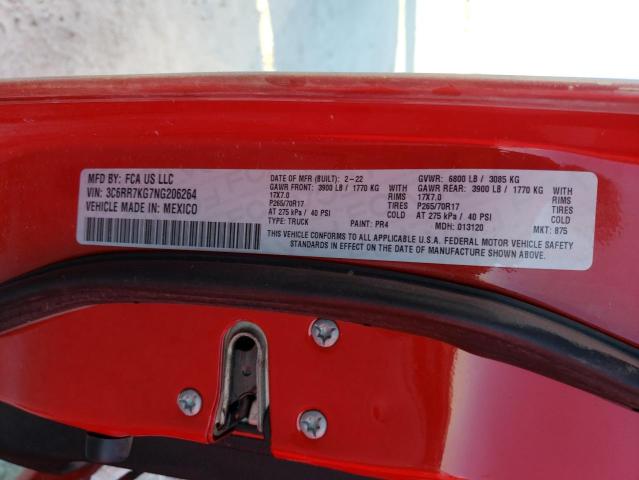 MFD BY: FCA US LLC
VIN: 3C6RR7KG7NG206264
VEHICLE MADE IN: MEXICO
DATE OF MFR (BUILT): 2-22
GAWR FRONT: 3900 LB / 1770 KG
17X7.0 RIMS
P265/70R17 TIRES
AT 275 kPa / 40 PSI
TYPE: TRUCK PAINT: PR4
GVWR: 6800 LB / 3085 KG
GAWR REAR: 3900 LB / 1770 KG
17X7.0 RIMS
P265/70R17 TIRES
AT 275 kPa / 40 PSI
MDH: 013120 MKT: 875
THIS VEHICLE CONFORMS TO ALL APPLICABLE U.S.A. FEDERAL MOTOR VEHICLE SAFETY
STANDARDS IN EFFECT ON THE DATE OF MANUFACTURE SHOWN ABOVE.